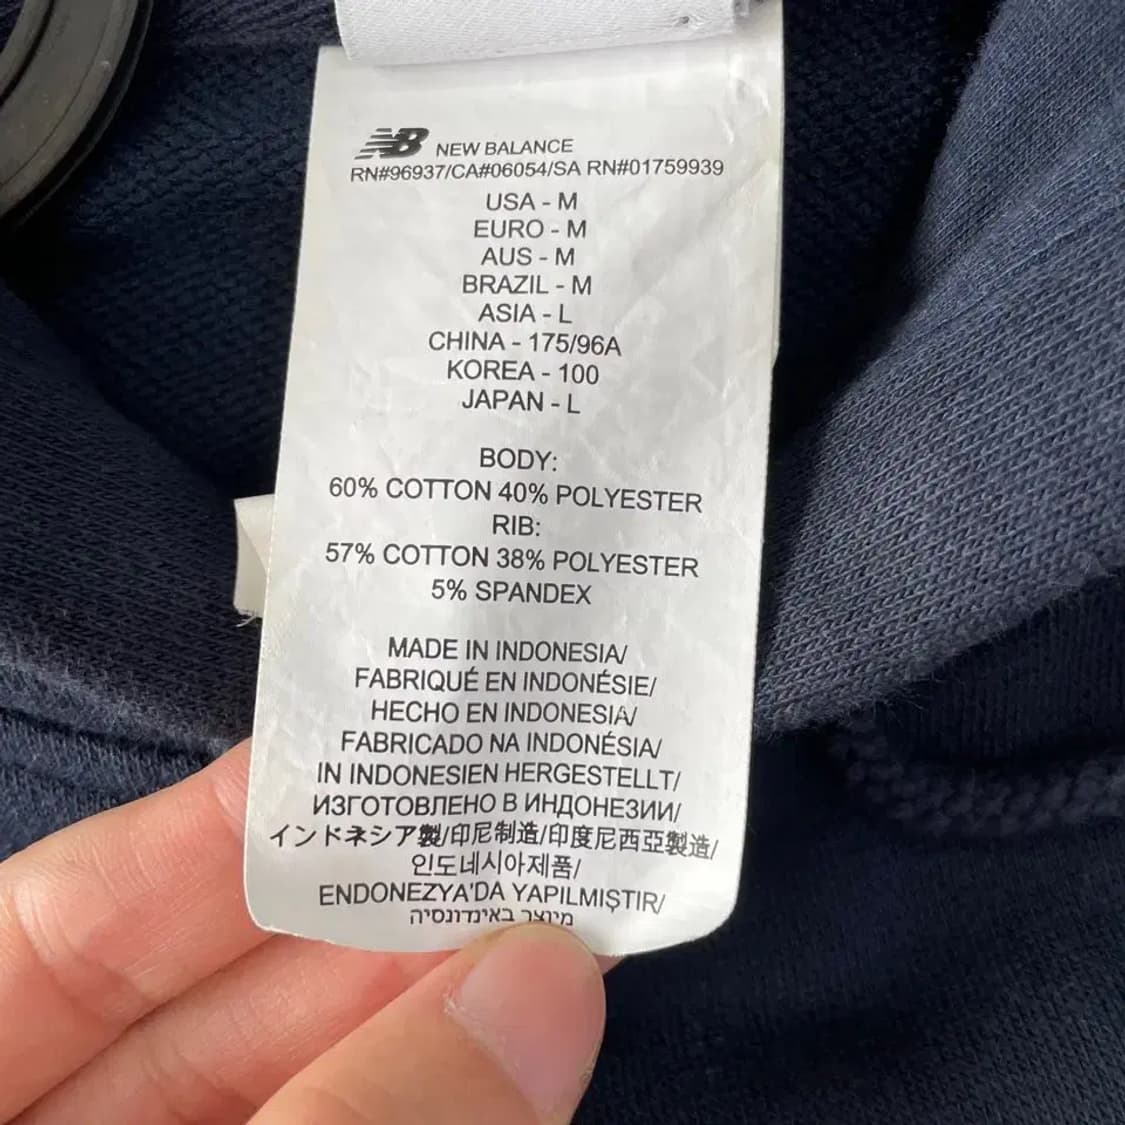 NB NEW BALANCE
RN#96937/CA#06054/SA RN#01759939
USA - M
EURO - M
AUS - M
BRAZIL - M
ASIA - L
CHINA - 175/96A
KOREA - 100
JAPAN - L
BODY:
60% COTTON 40% POLYESTER
RIB:
57% COTTON 38% POLYESTER
5% SPANDEX
MADE IN INDONESIA/
FABRIQUÉ EN INDONÉSIE/
HECHO EN INDONESIA/
FABRICADO NA INDONÉSIA/
IN INDONESIEN HERGESTELLT/
ИЗГОТОВЛЕНО В ИНДОНЕЗИИ/
インドネシア製/印尼制造/印度尼西亞製造/
인도네시아제품/
ENDONEZYA'DA YAPILMIŞTIR/
מיוצר באינדונסיה